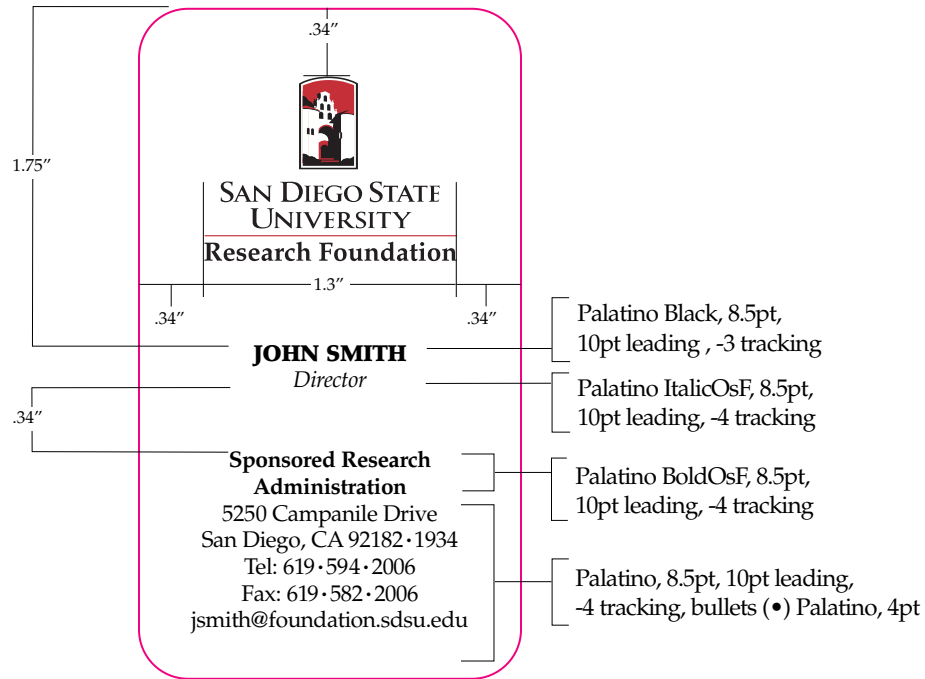 .34″
1.75″
SAN DIEGO STATE
UNIVERSITY
Research Foundation
1.3″
.34″
.34″
Palatino Black, 8.5pt,
10pt leading , -3 tracking
JOHN SMITH
Director
Palatino ItalicOsF, 8.5pt,
10pt leading, -4 tracking
.34″
Sponsored Research
Administration
Palatino BoldOsF, 8.5pt,
10pt leading, -4 tracking
5250 Campanile Drive
San Diego, CA 92182•1934
Tel: 619•594•2006
Fax: 619•582•2006
jsmith@foundation.sdsu.edu
Palatino, 8.5pt, 10pt leading,
-4 tracking, bullets (•) Palatino, 4pt